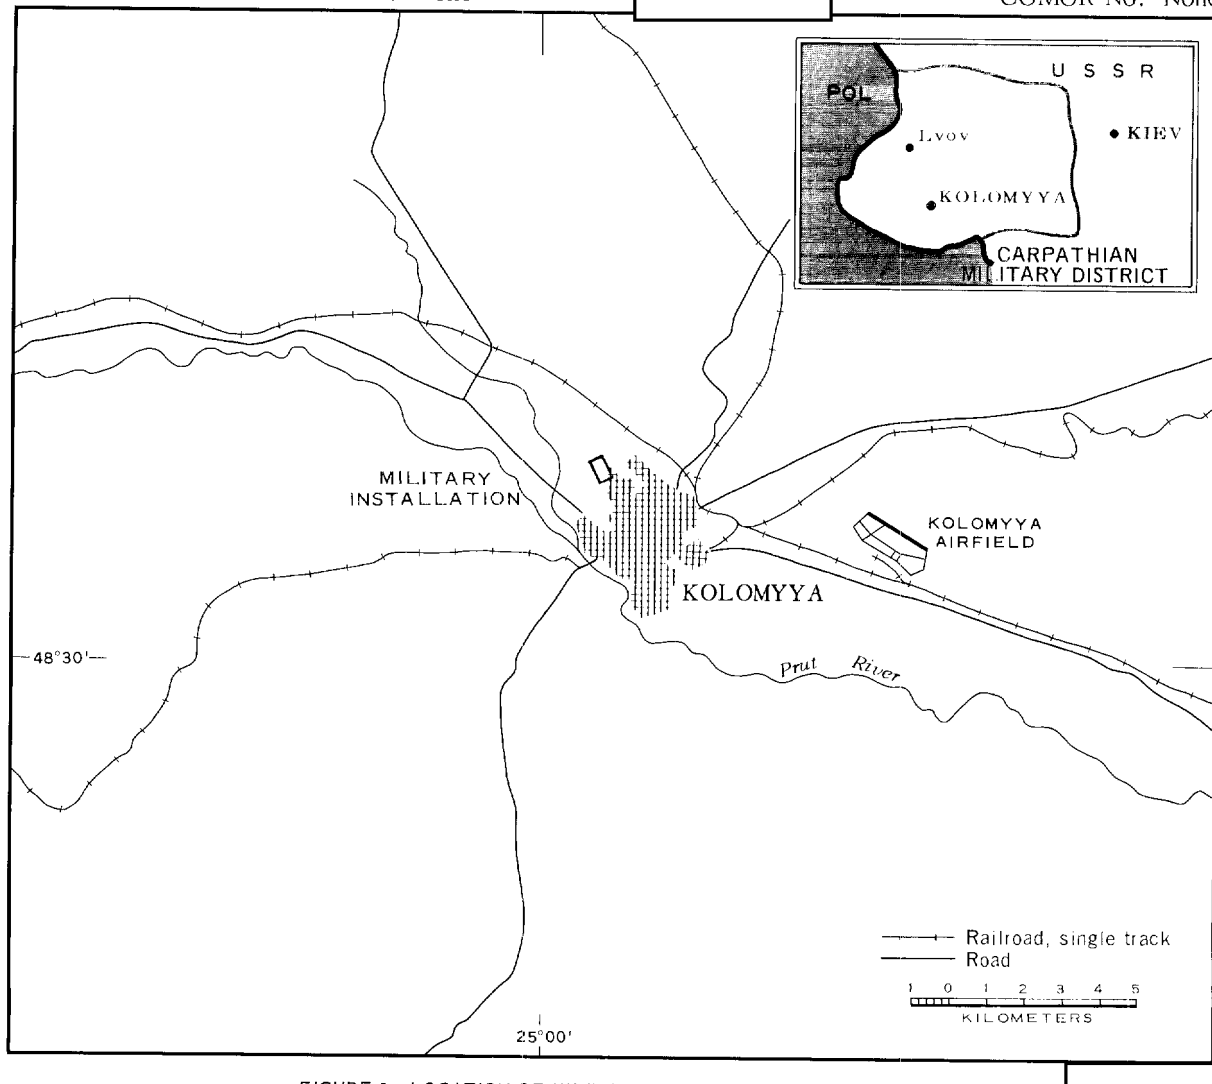 COMOR No.
U S S R
POL
KIEV
Lvov
KOLOMYYA
CARPATHIAN
MILITARY DISTRICT
MILITARY
INSTALLATION
KOLOMYYA
AIRFIELD
KOLOMYYA
48°30'
Prut River
Railroad, single track
Road
1 0 1 2 3 4 5
KILOMETERS
25°00'